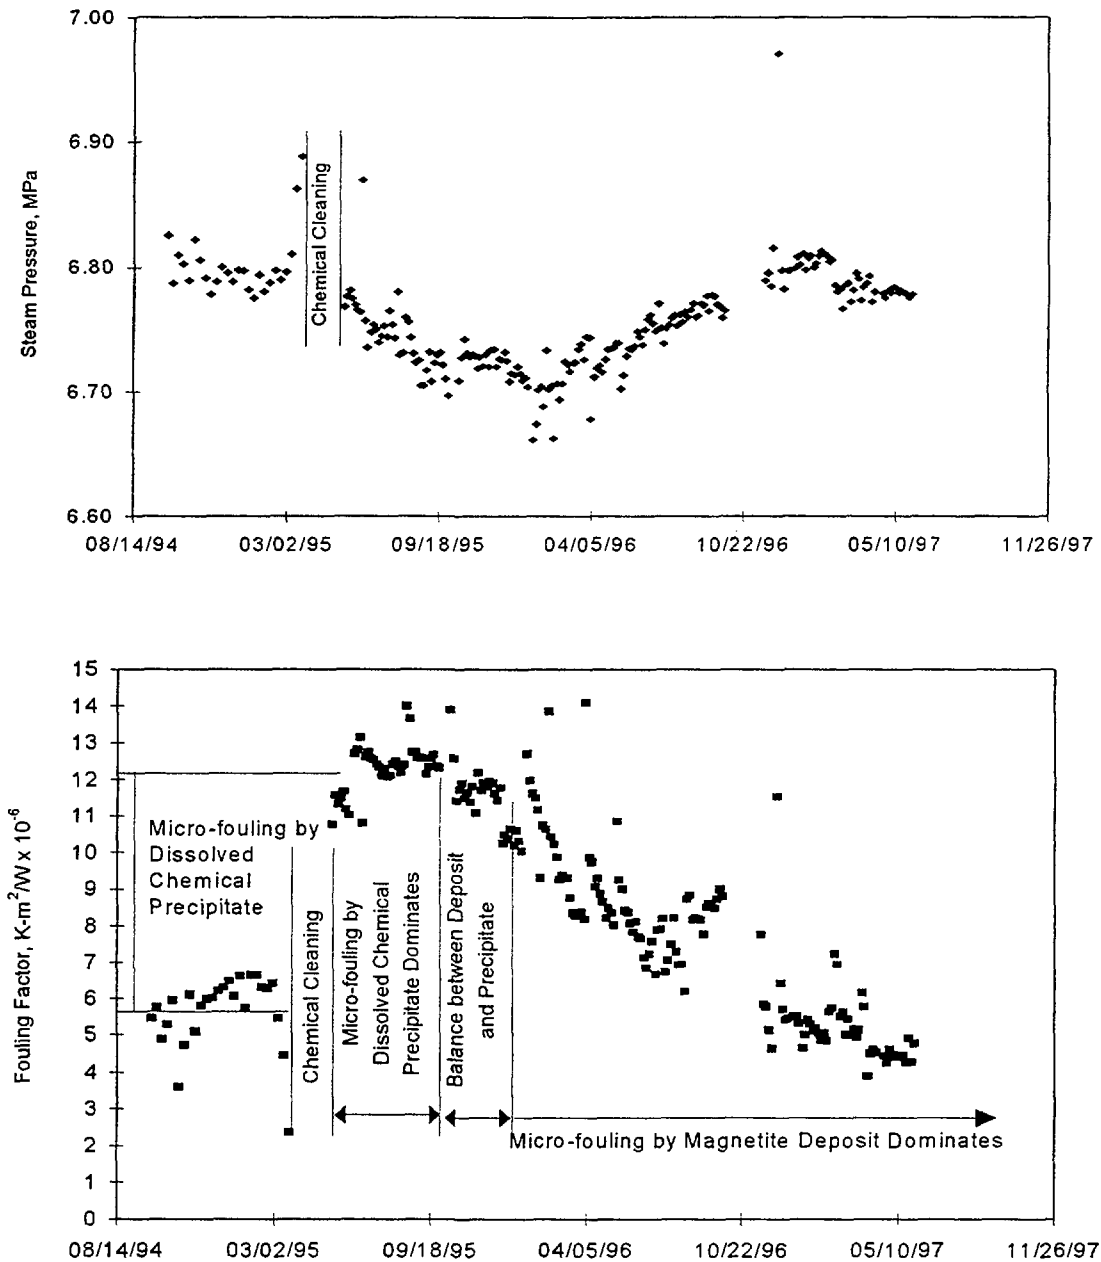 7.00
6.90
6.80
6.70
6.60
Steam Pressure, MPa
Chemical Cleaning
08/14/94 03/02/95 09/18/95 04/05/96 10/22/96 05/10/97 11/26/97
15
14
13
12
11
10
9
8
7
6
5
4
3
2
1
0
Fouling Factor, K-m²/W x 10⁻⁶
Micro-fouling by
Dissolved
Chemical
Precipitate
Chemical Cleaning
Micro-fouling by
Dissolved Chemical
Precipitate Dominates
Balance between Deposit
and Precipitate
Micro-fouling by Magnetite Deposit Dominates
08/14/94 03/02/95 09/18/95 04/05/96 10/22/96 05/10/97 11/26/97